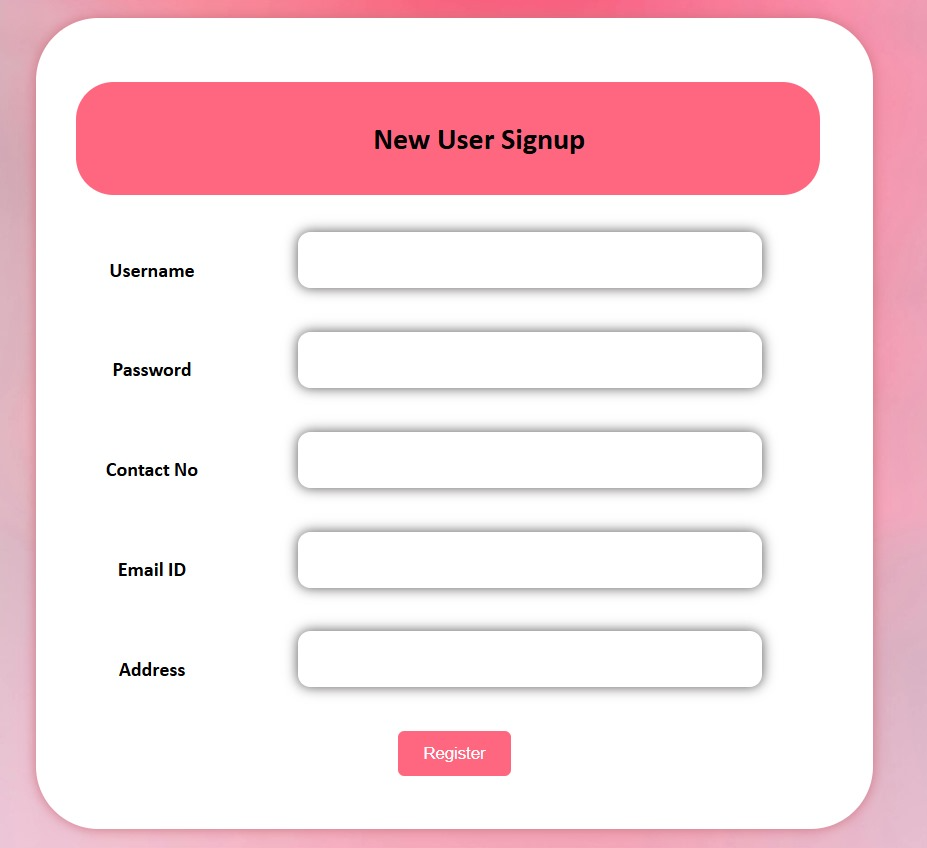 New User Signup
Username
Password
Contact No
Email ID
Address
Register